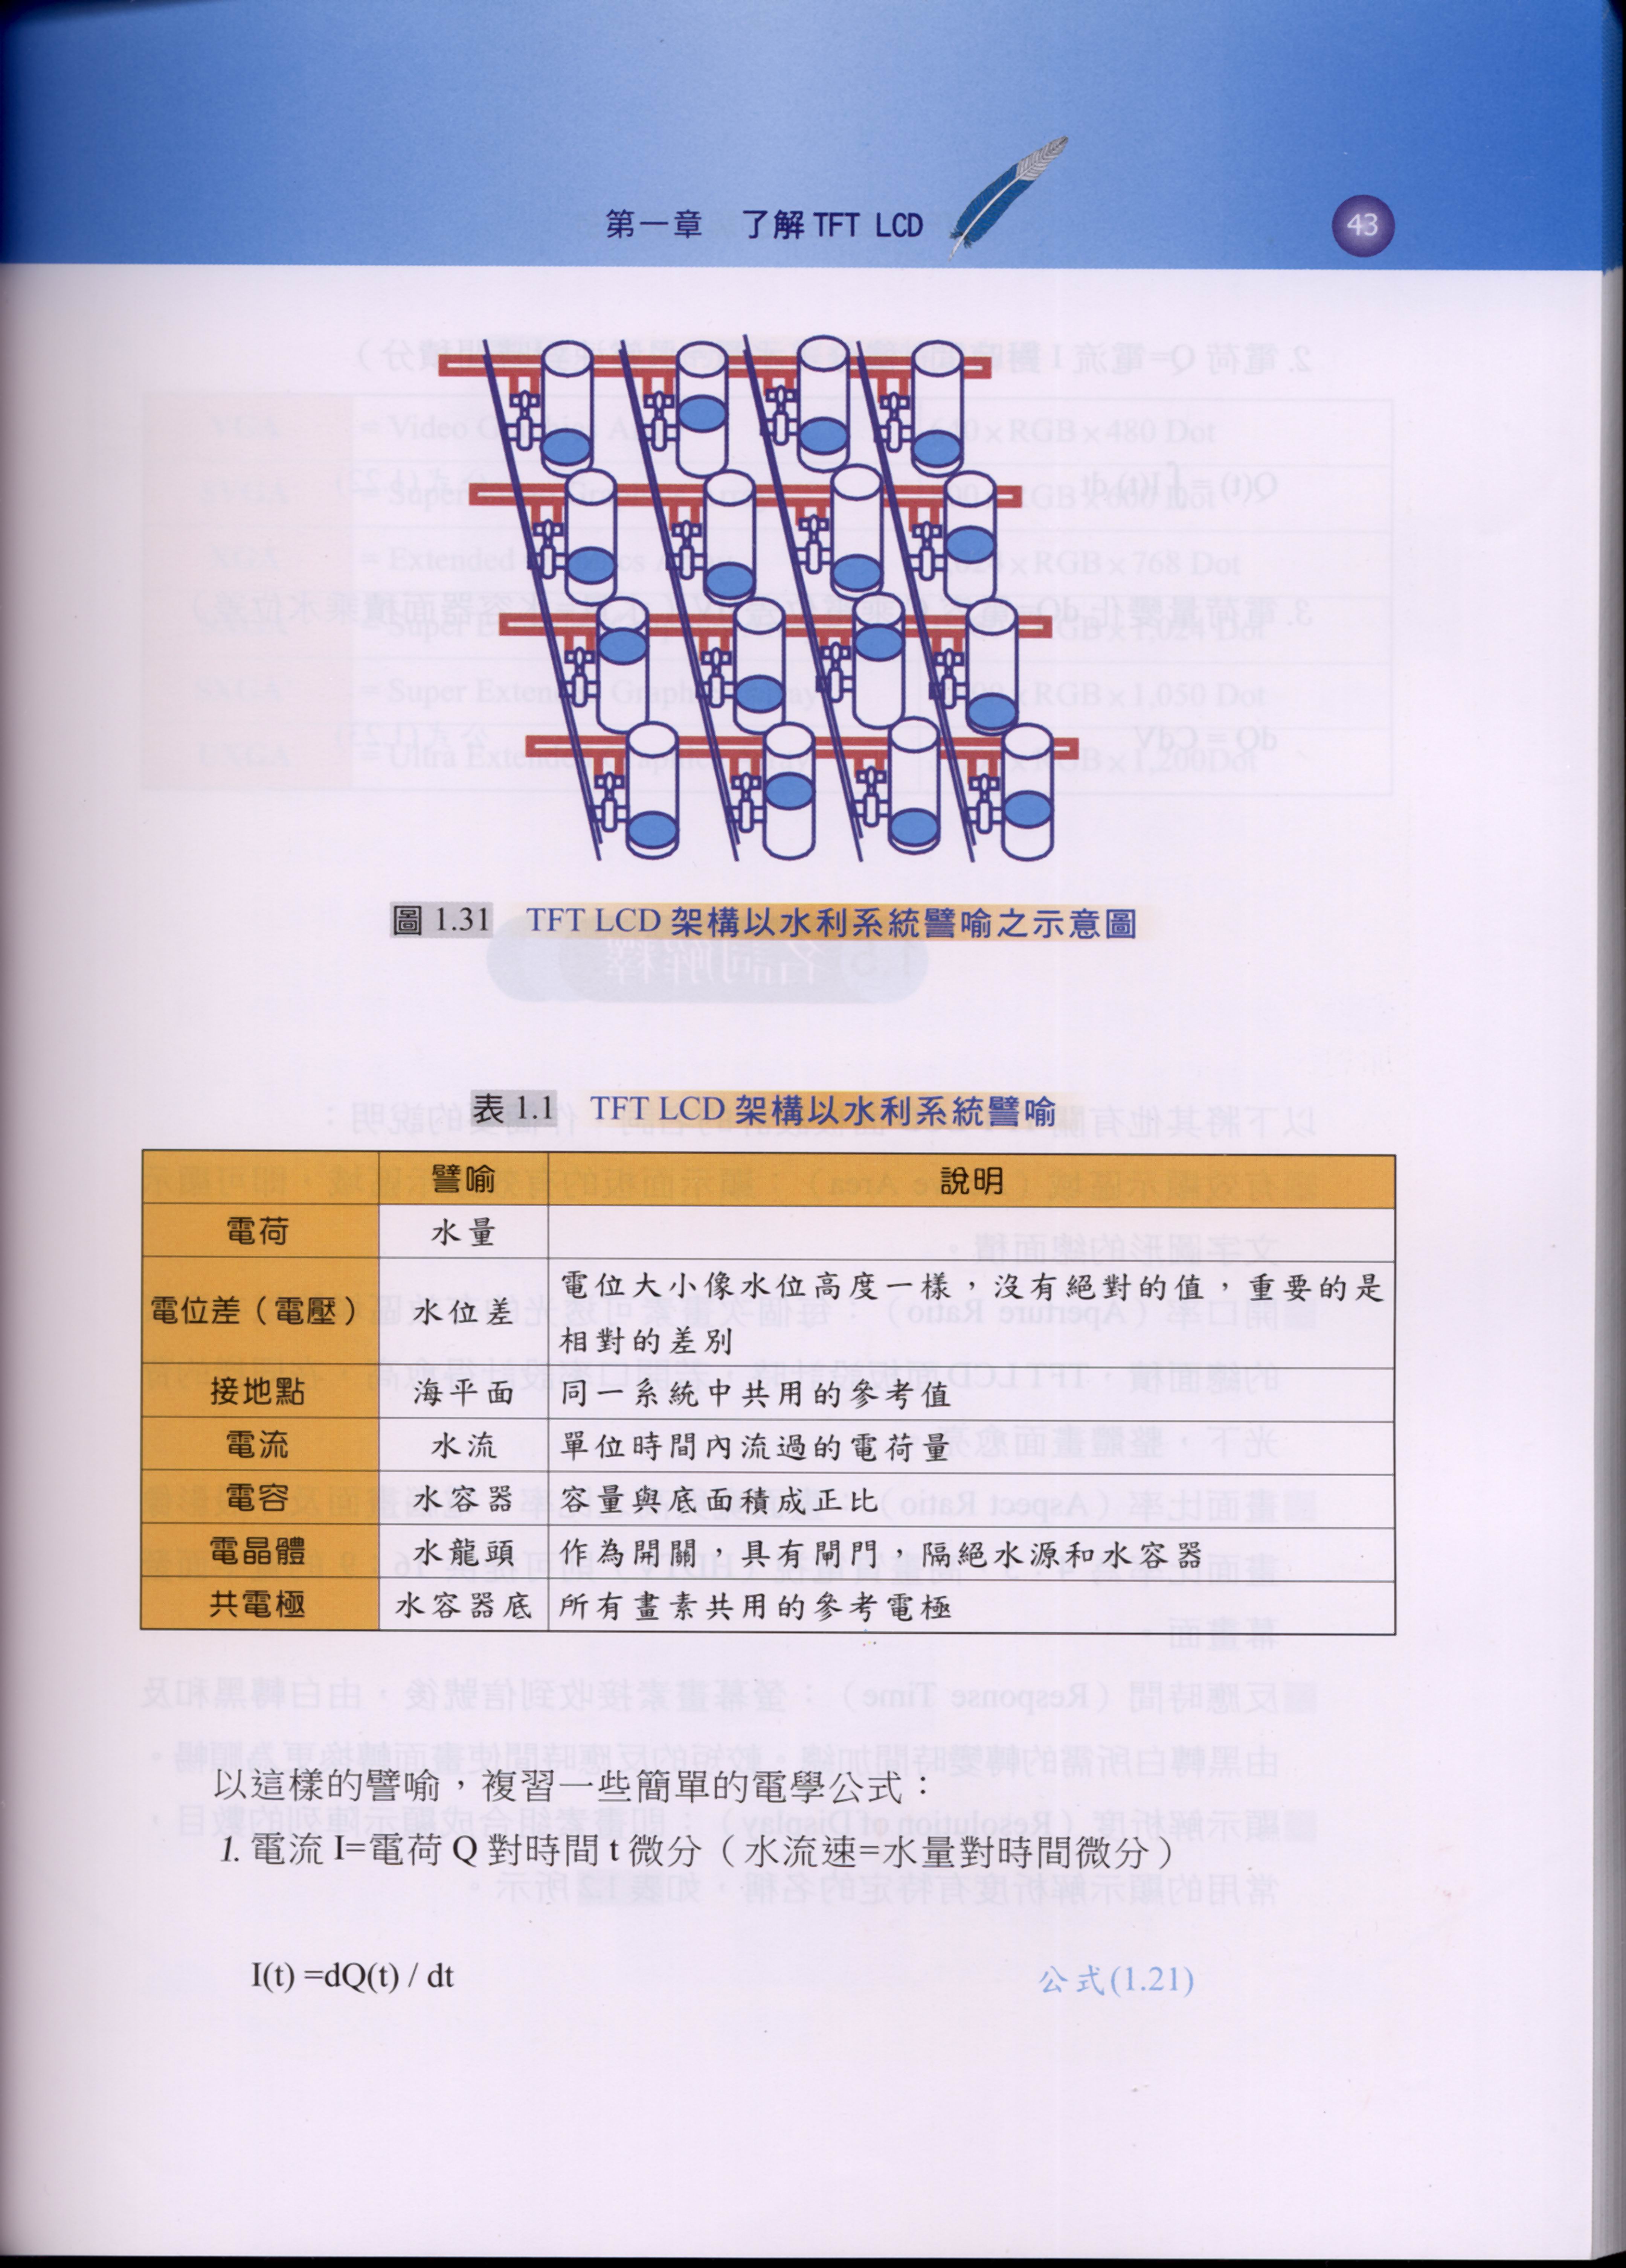 第一章 了解 TFT LCD
43
圖 1.31 TFT LCD 架構以水利系統譬喻之示意圖
表 1.1 TFT LCD 架構以水利系統譬喻
譬喻 說明
電荷 水量
電位差（電壓） 水位差 電位大小像水位高度一樣，沒有絕對的值，重要的是
相對的差別
接地點 海平面 同一系統中共用的參考值
電流 水流 單位時間內流過的電荷量
電容 水容器 容量與底面積成正比
電晶體 水龍頭 作為開關，具有閘門，隔絕水源和水容器
共電極 水容器底 所有畫素共用的參考電極
以這樣的譬喻，複習一些簡單的電學公式：
1. 電流 I=電荷 Q 對時間 t 微分（水流速=水量對時間微分）
I(t) =dQ(t) / dt 公式(1.21)